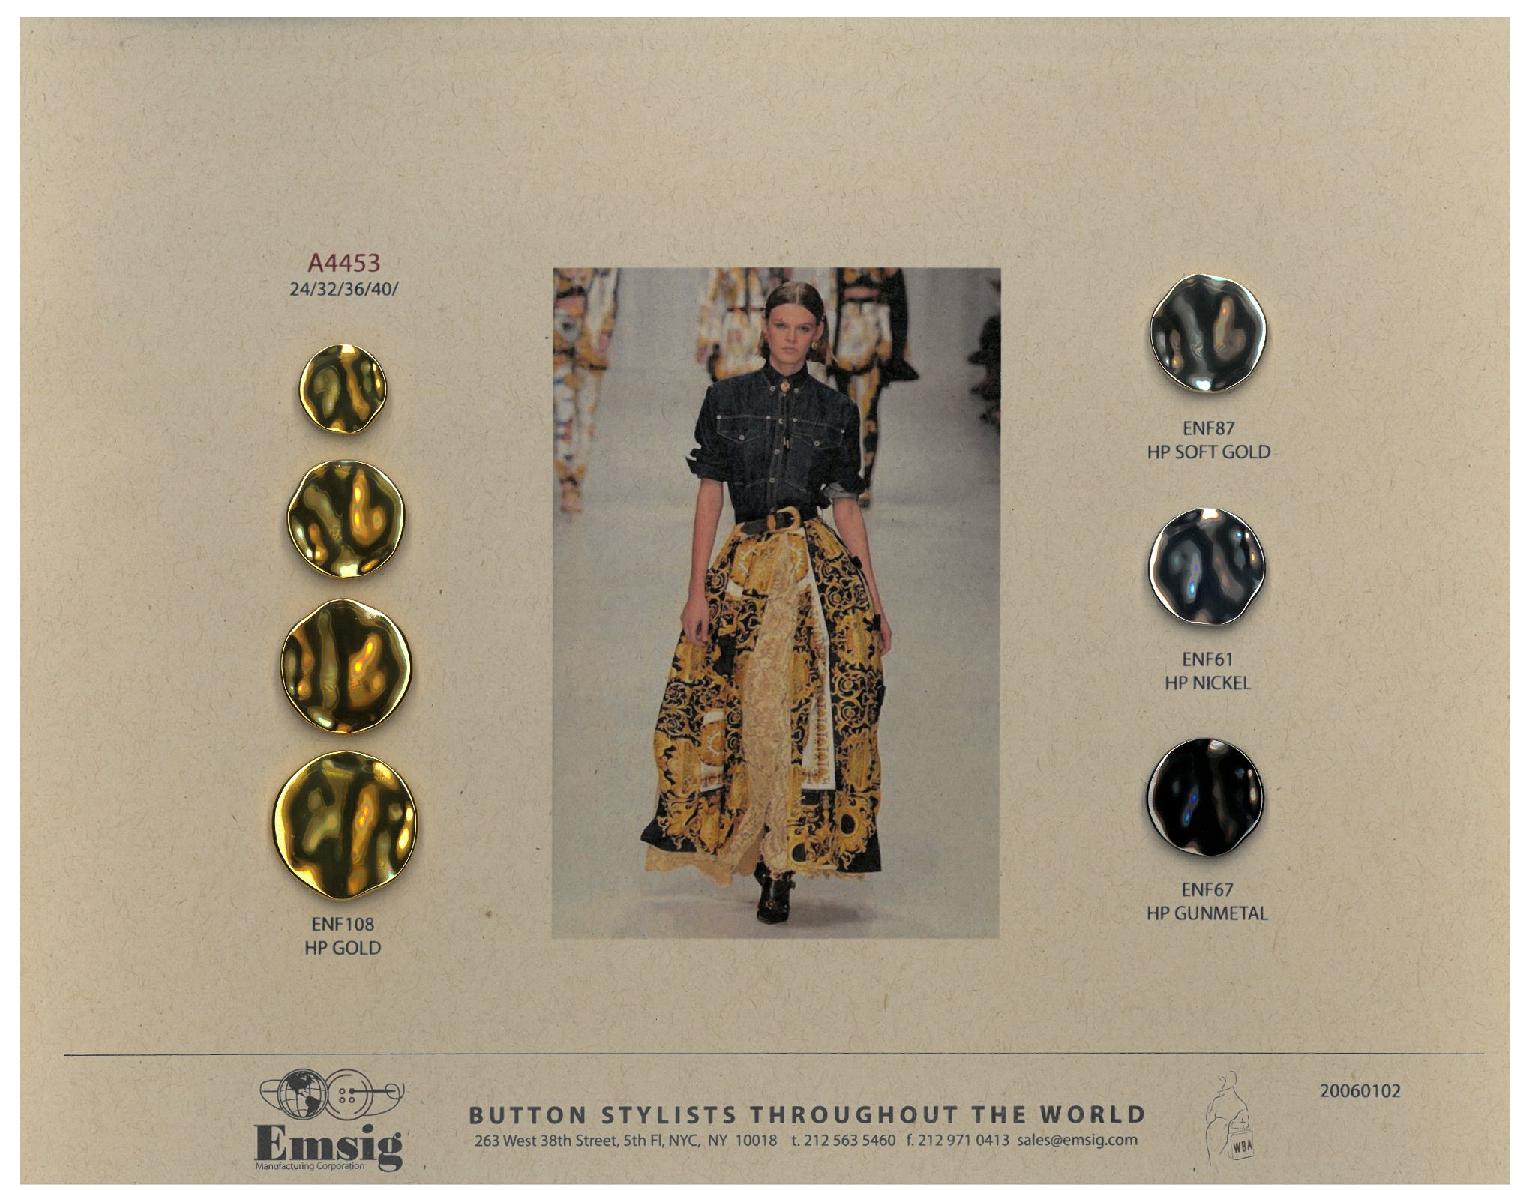 A4453
24/32/36/40/
ENF108
HP GOLD
ENF87
HP SOFT GOLD
ENF61
HP NICKEL
ENF67
HP GUNMETAL
Emsig
Manufacturing Corporation
BUTTON STYLISTS THROUGHOUT THE WORLD
263 West 38th Street, 5th Fl, NYC, NY 10018 t. 212 563 5460 f. 212 971 0413 sales@emsig.com
WBA
20060102